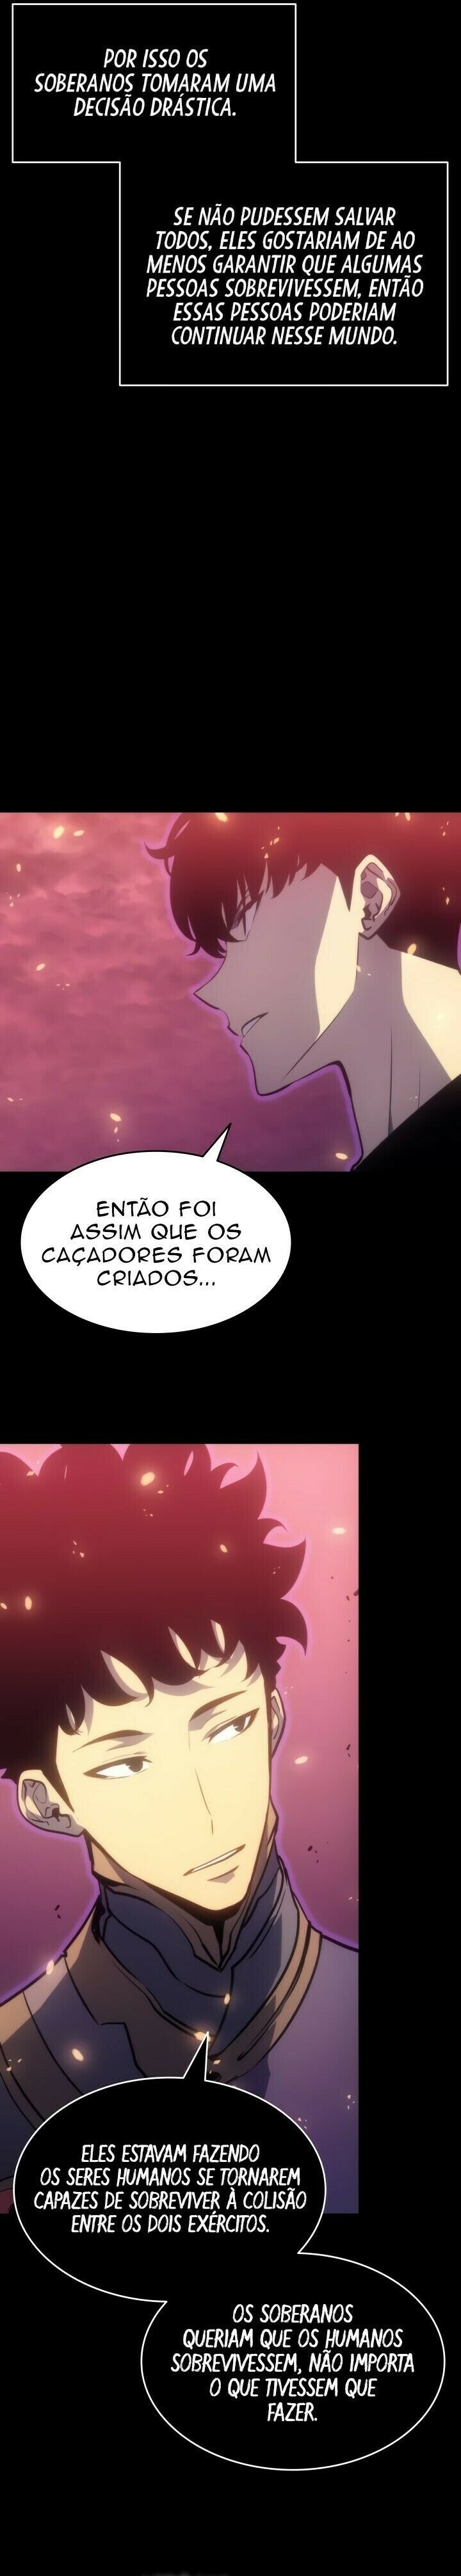 POR ISSO OS
SOBERANOS TOMARAM UMA
DECISÃO DRÁSTICA.
SE NÃO PUDESSEM SALVAR
TODOS, ELES GOSTARIAM DE AO
MENOS GARANTIR QUE ALGUMAS
PESSOAS SOBREVIVESSEM, ENTÃO
ESSAS PESSOAS PODERIAM
CONTINUAR NESSE MUNDO.
ENTÃO FOI
ASSIM QUE OS
CAÇADORES FORAM
CRIADOS...
ELES ESTAVAM FAZENDO
OS SERES HUMANOS SE TORNAREM
CAPAZES DE SOBREVIVER À COLISÃO
ENTRE OS DOIS EXÉRCITOS.
OS SOBERANOS
QUERIAM QUE OS HUMANOS
SOBREVIVESSEM, NÃO IMPORTA
O QUE TIVESSEM QUE
FAZER.